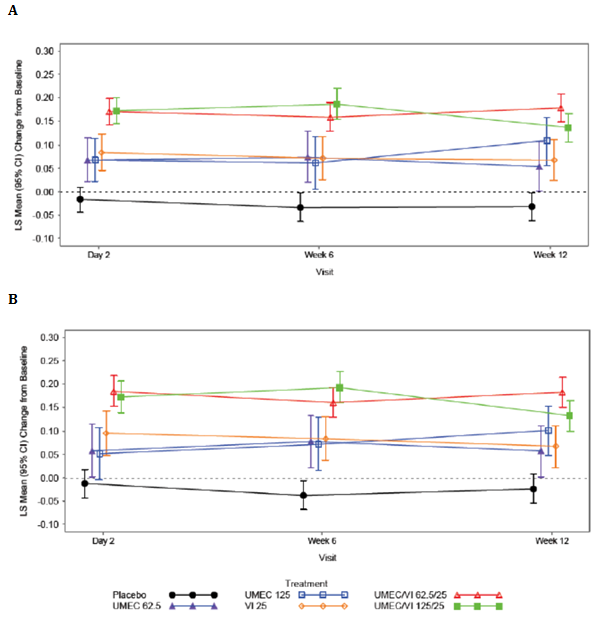 A
LS Mean (95% CI) Change from Baseline
0.30
0.25
0.20
0.15
0.10
0.05
0.00
-0.05
-0.10
Day 2
Week 6
Week 12
Visit
B
LS Mean (95% CI) Change from Baseline
0.30
0.25
0.20
0.15
0.10
0.05
0.00
-0.05
-0.10
Day 2
Week 6
Week 12
Visit
Treatment
Placebo
UMEC 125
UMEC/VI 62.5/25
UMEC 62.5
VI 25
UMEC/VI 125/25